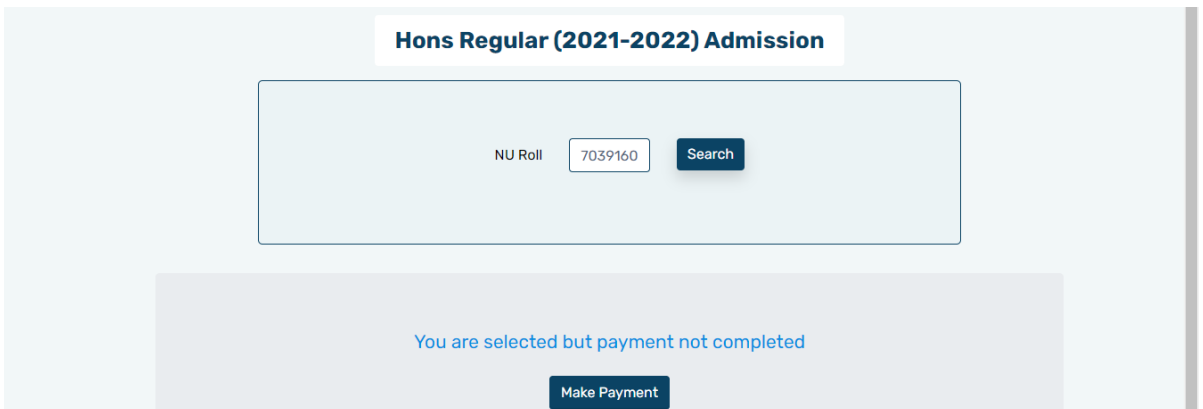 Hons Regular (2021-2022) Admission
NU Roll 7039160 Search
You are selected but payment not completed
Make Payment